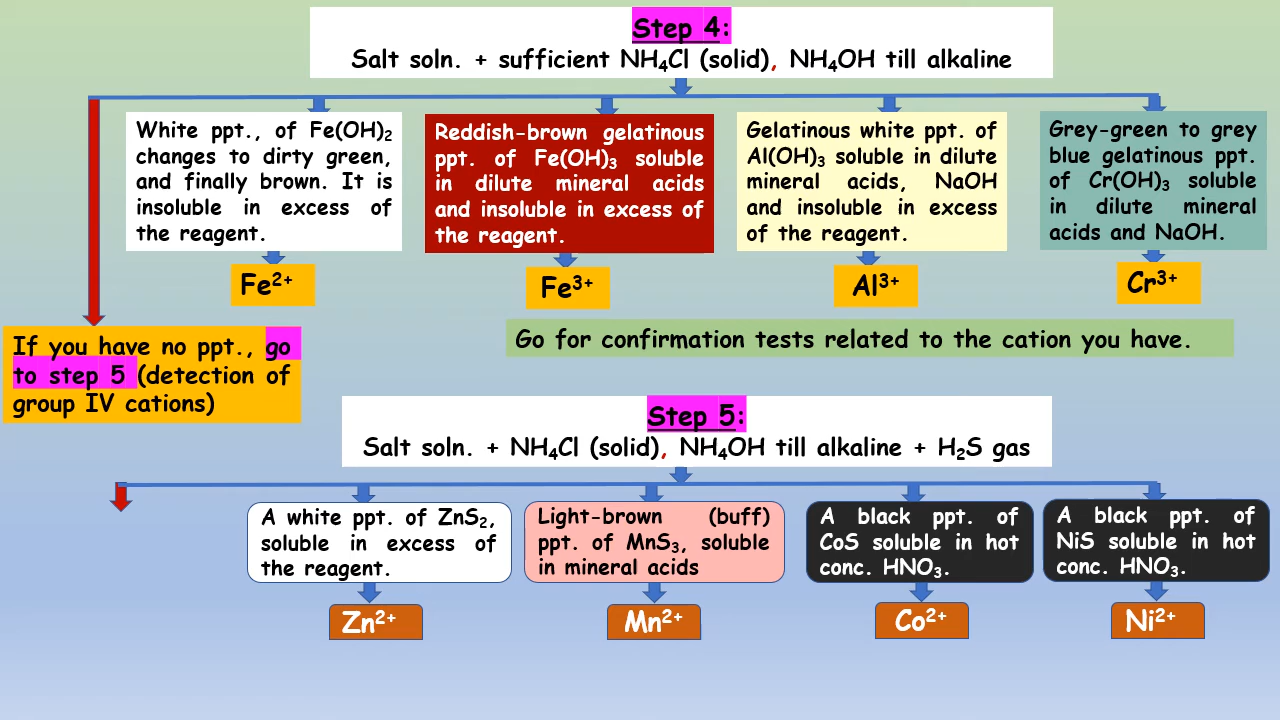 Step 4:
Salt soln. + sufficient NH₄Cl (solid), NH₄OH till alkaline
White ppt., of Fe(OH)₂
changes to dirty green,
and finally brown. It is
insoluble in excess of
the reagent.
Reddish-brown gelatinous
ppt. of Fe(OH)₃ soluble
in dilute mineral acids
and insoluble in excess of
the reagent.
Gelatinous white ppt. of
Al(OH)₃ soluble in dilute
mineral acids, NaOH
and insoluble in excess
of the reagent.
Grey-green to grey
blue gelatinous ppt.
of Cr(OH)₃ soluble
in dilute mineral
acids and NaOH.
Fe²⁺
Fe³⁺
Al³⁺
Cr³⁺
If you have no ppt., go
to step 5 (detection of
group IV cations)
Go for confirmation tests related to the cation you have.
Step 5:
Salt soln. + NH₄Cl (solid), NH₄OH till alkaline + H₂S gas
A white ppt. of ZnS₂,
soluble in excess of
the reagent.
Light-brown (buff)
ppt. of MnS₃, soluble
in mineral acids
A black ppt. of
CoS soluble in hot
conc. HNO₃.
A black ppt. of
NiS soluble in hot
conc. HNO₃.
Zn²⁺
Mn²⁺
Co²⁺
Ni²⁺